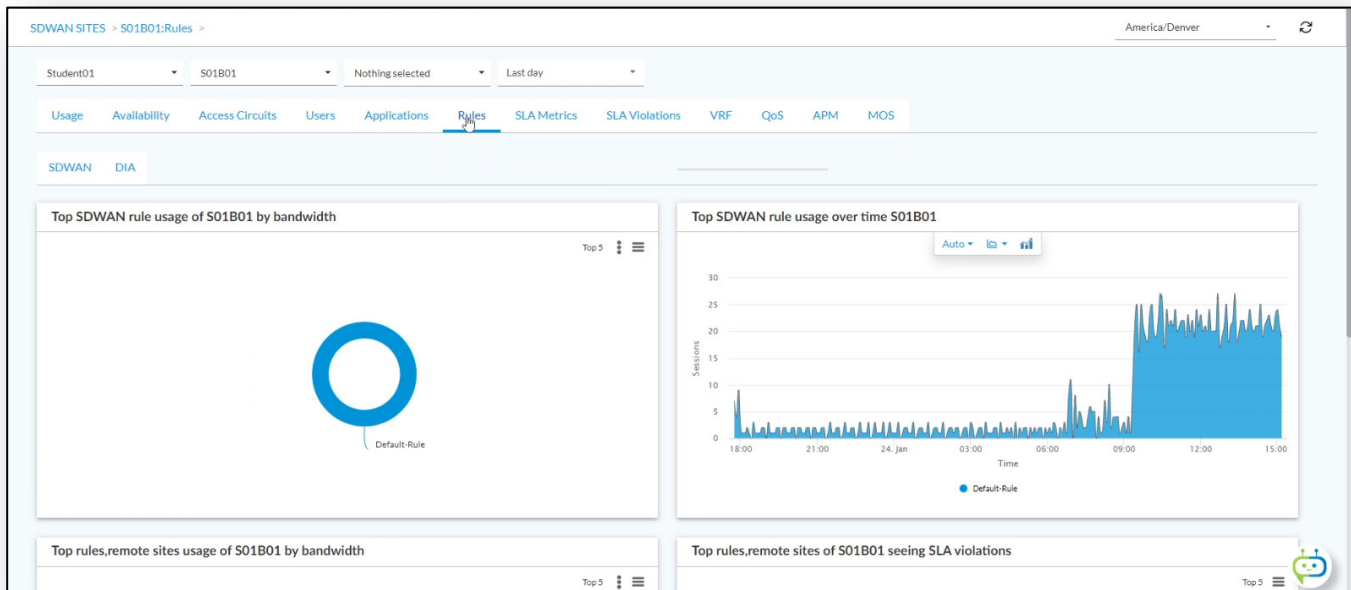 SDWAN SITES > S01B01:Rules >
America/Denver
Student01 S01B01 Nothing selected Last day
Usage Availability Access Circuits Users Applications Rules SLA Metrics SLA Violations VRF QoS APM MOS
SDWAN DIA
Top SDWAN rule usage of S01B01 by bandwidth
Top 5
Default-Rule
Top SDWAN rule usage over time S01B01
Auto
30
25
20
15
10
5
0
Sessions
18:00 21:00 24. Jan 03:00 06:00 09:00 12:00 15:00
Time
Default-Rule
Top rules,remote sites usage of S01B01 by bandwidth
Top 5
Top rules,remote sites of S01B01 seeing SLA violations
Top 5